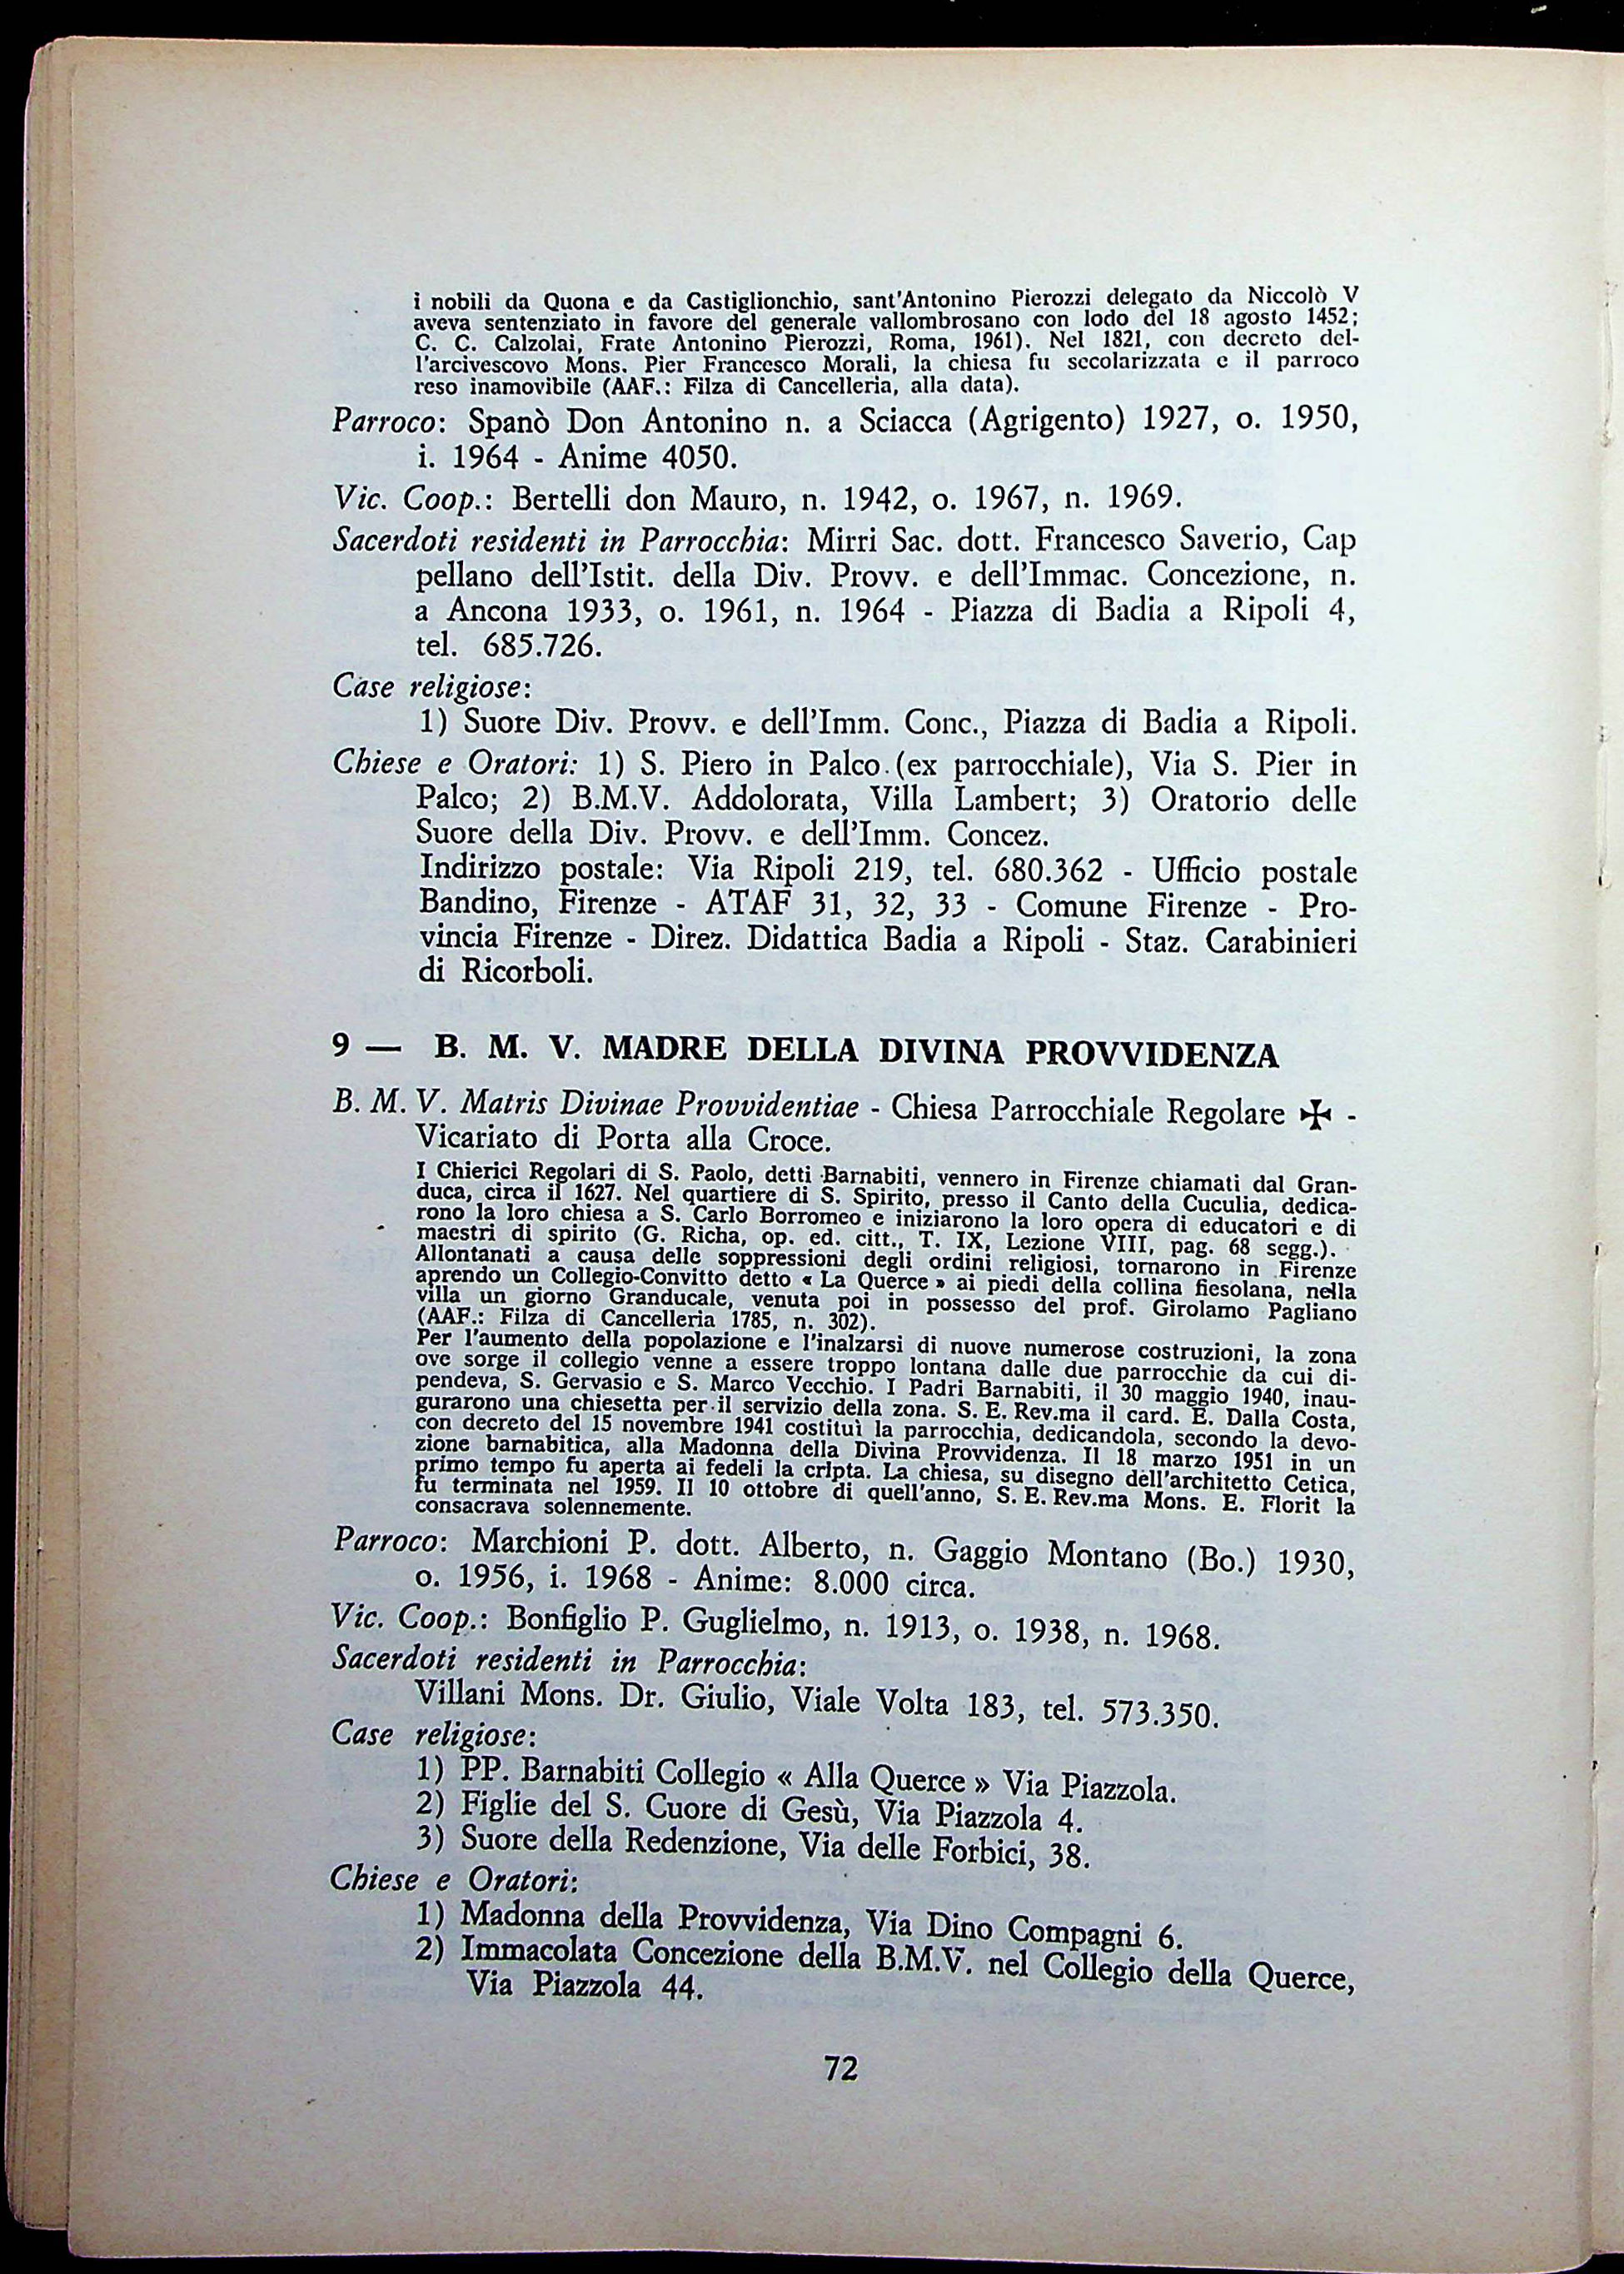 i nobili da Quona e da Castiglionchio, sant'Antonino Pierozzi delegato da Niccolò V
aveva sentenziato in favore del generale vallombrosano con lodo del 18 agosto 1452;
C. C. Calzolai, Frate Antonino Pierozzi, Roma, 1961). Nel 1821, con decreto del-
l'arcivescovo Mons. Pier Francesco Morali, la chiesa fu secolarizzata e il parroco
reso inamovibile (AAF.: Filza di Cancelleria, alla data).
Parroco: Spanò Don Antonino n. a Sciacca (Agrigento) 1927, o. 1950,
i. 1964 - Anime 4050.
Vic. Coop.: Bertelli don Mauro, n. 1942, o. 1967, n. 1969.
Sacerdoti residenti in Parrocchia: Mirri Sac. dott. Francesco Saverio, Cap
pellano dell'Istit. della Div. Provv. e dell'Immac. Concezione, n.
a Ancona 1933, o. 1961, n. 1964 - Piazza di Badia a Ripoli 4,
tel. 685.726.
Case religiose:
1) Suore Div. Provv. e dell'Imm. Conc., Piazza di Badia a Ripoli.
Chiese e Oratori: 1) S. Piero in Palco (ex parrocchiale), Via S. Pier in
Palco; 2) B.M.V. Addolorata, Villa Lambert; 3) Oratorio delle
Suore della Div. Provv. e dell'Imm. Concez.
Indirizzo postale: Via Ripoli 219, tel. 680.362 - Ufficio postale
Bandino, Firenze - ATAF 31, 32, 33 - Comune Firenze - Pro-
vincia Firenze - Direz. Didattica Badia a Ripoli - Staz. Carabinieri
di Ricorboli.
9 — B. M. V. MADRE DELLA DIVINA PROVVIDENZA
B. M. V. Matris Divinae Provvidentiae - Chiesa Parrocchiale Regolare ✠ -
Vicariato di Porta alla Croce.
I Chierici Regolari di S. Paolo, detti Barnabiti, vennero in Firenze chiamati dal Gran-
duca, circa il 1627. Nel quartiere di S. Spirito, presso il Canto della Cuculia, dedica-
rono la loro chiesa a S. Carlo Borromeo e iniziarono la loro opera di educatori e di
maestri di spirito (G. Richa, op. ed. citt., T. IX, Lezione VIII, pag. 68 segg.).
Allontanati a causa delle soppressioni degli ordini religiosi, tornarono in Firenze
aprendo un Collegio-Convitto detto « La Querce » ai piedi della collina fiesolana, nella
villa un giorno Granducale, venuta poi in possesso del prof. Girolamo Pagliano
(AAF.: Filza di Cancelleria 1785, n. 302).
Per l'aumento della popolazione e l'inalzarsi di nuove numerose costruzioni, la zona
ove sorge il collegio venne a essere troppo lontana dalle due parrocchie da cui di-
pendeva, S. Gervasio e S. Marco Vecchio. I Padri Barnabiti, il 30 maggio 1940, inau-
gurarono una chiesetta per il servizio della zona. S. E. Rev.ma il card. E. Dalla Costa,
con decreto del 15 novembre 1941 costituì la parrocchia, dedicandola, secondo la devo-
zione barnabitica, alla Madonna della Divina Provvidenza. Il 18 marzo 1951 in un
primo tempo fu aperta ai fedeli la cripta. La chiesa, su disegno dell'architetto Cetica,
fu terminata nel 1959. Il 10 ottobre di quell'anno, S. E. Rev.ma Mons. E. Florit la
consacrava solennemente.
Parroco: Marchioni P. dott. Alberto, n. Gaggio Montano (Bo.) 1930,
o. 1956, i. 1968 - Anime: 8.000 circa.
Vic. Coop.: Bonfiglio P. Guglielmo, n. 1913, o. 1938, n. 1968.
Sacerdoti residenti in Parrocchia:
Villani Mons. Dr. Giulio, Viale Volta 183, tel. 573.350.
Case religiose:
1) PP. Barnabiti Collegio « Alla Querce » Via Piazzola.
2) Figlie del S. Cuore di Gesù, Via Piazzola 4.
3) Suore della Redenzione, Via delle Forbici, 38.
Chiese e Oratori:
1) Madonna della Provvidenza, Via Dino Compagni 6.
2) Immacolata Concezione della B.M.V. nel Collegio della Querce,
Via Piazzola 44.
72